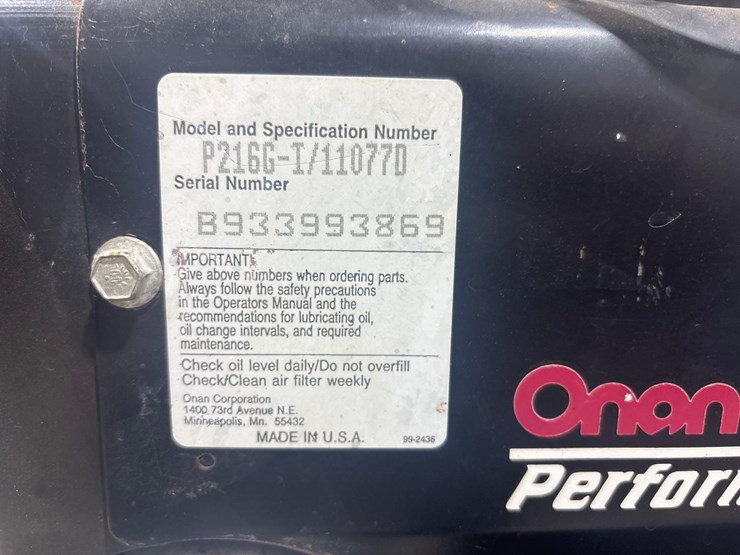 Model and Specification Number
P216G-I/11077D
Serial Number
B933993869
IMPORTANT:
Give above numbers when ordering parts.
Always follow the safety precautions
in the Operators Manual and the
recommendations for lubricating oil,
oil change intervals, and required
maintenance.
Check oil level daily/Do not overfill
Check/Clean air filter weekly
Onan Corporation
1400 73rd Avenue N.E.
Minneapolis, Mn. 55432
MADE IN U.S.A. 99-2436
Onan
Perfor